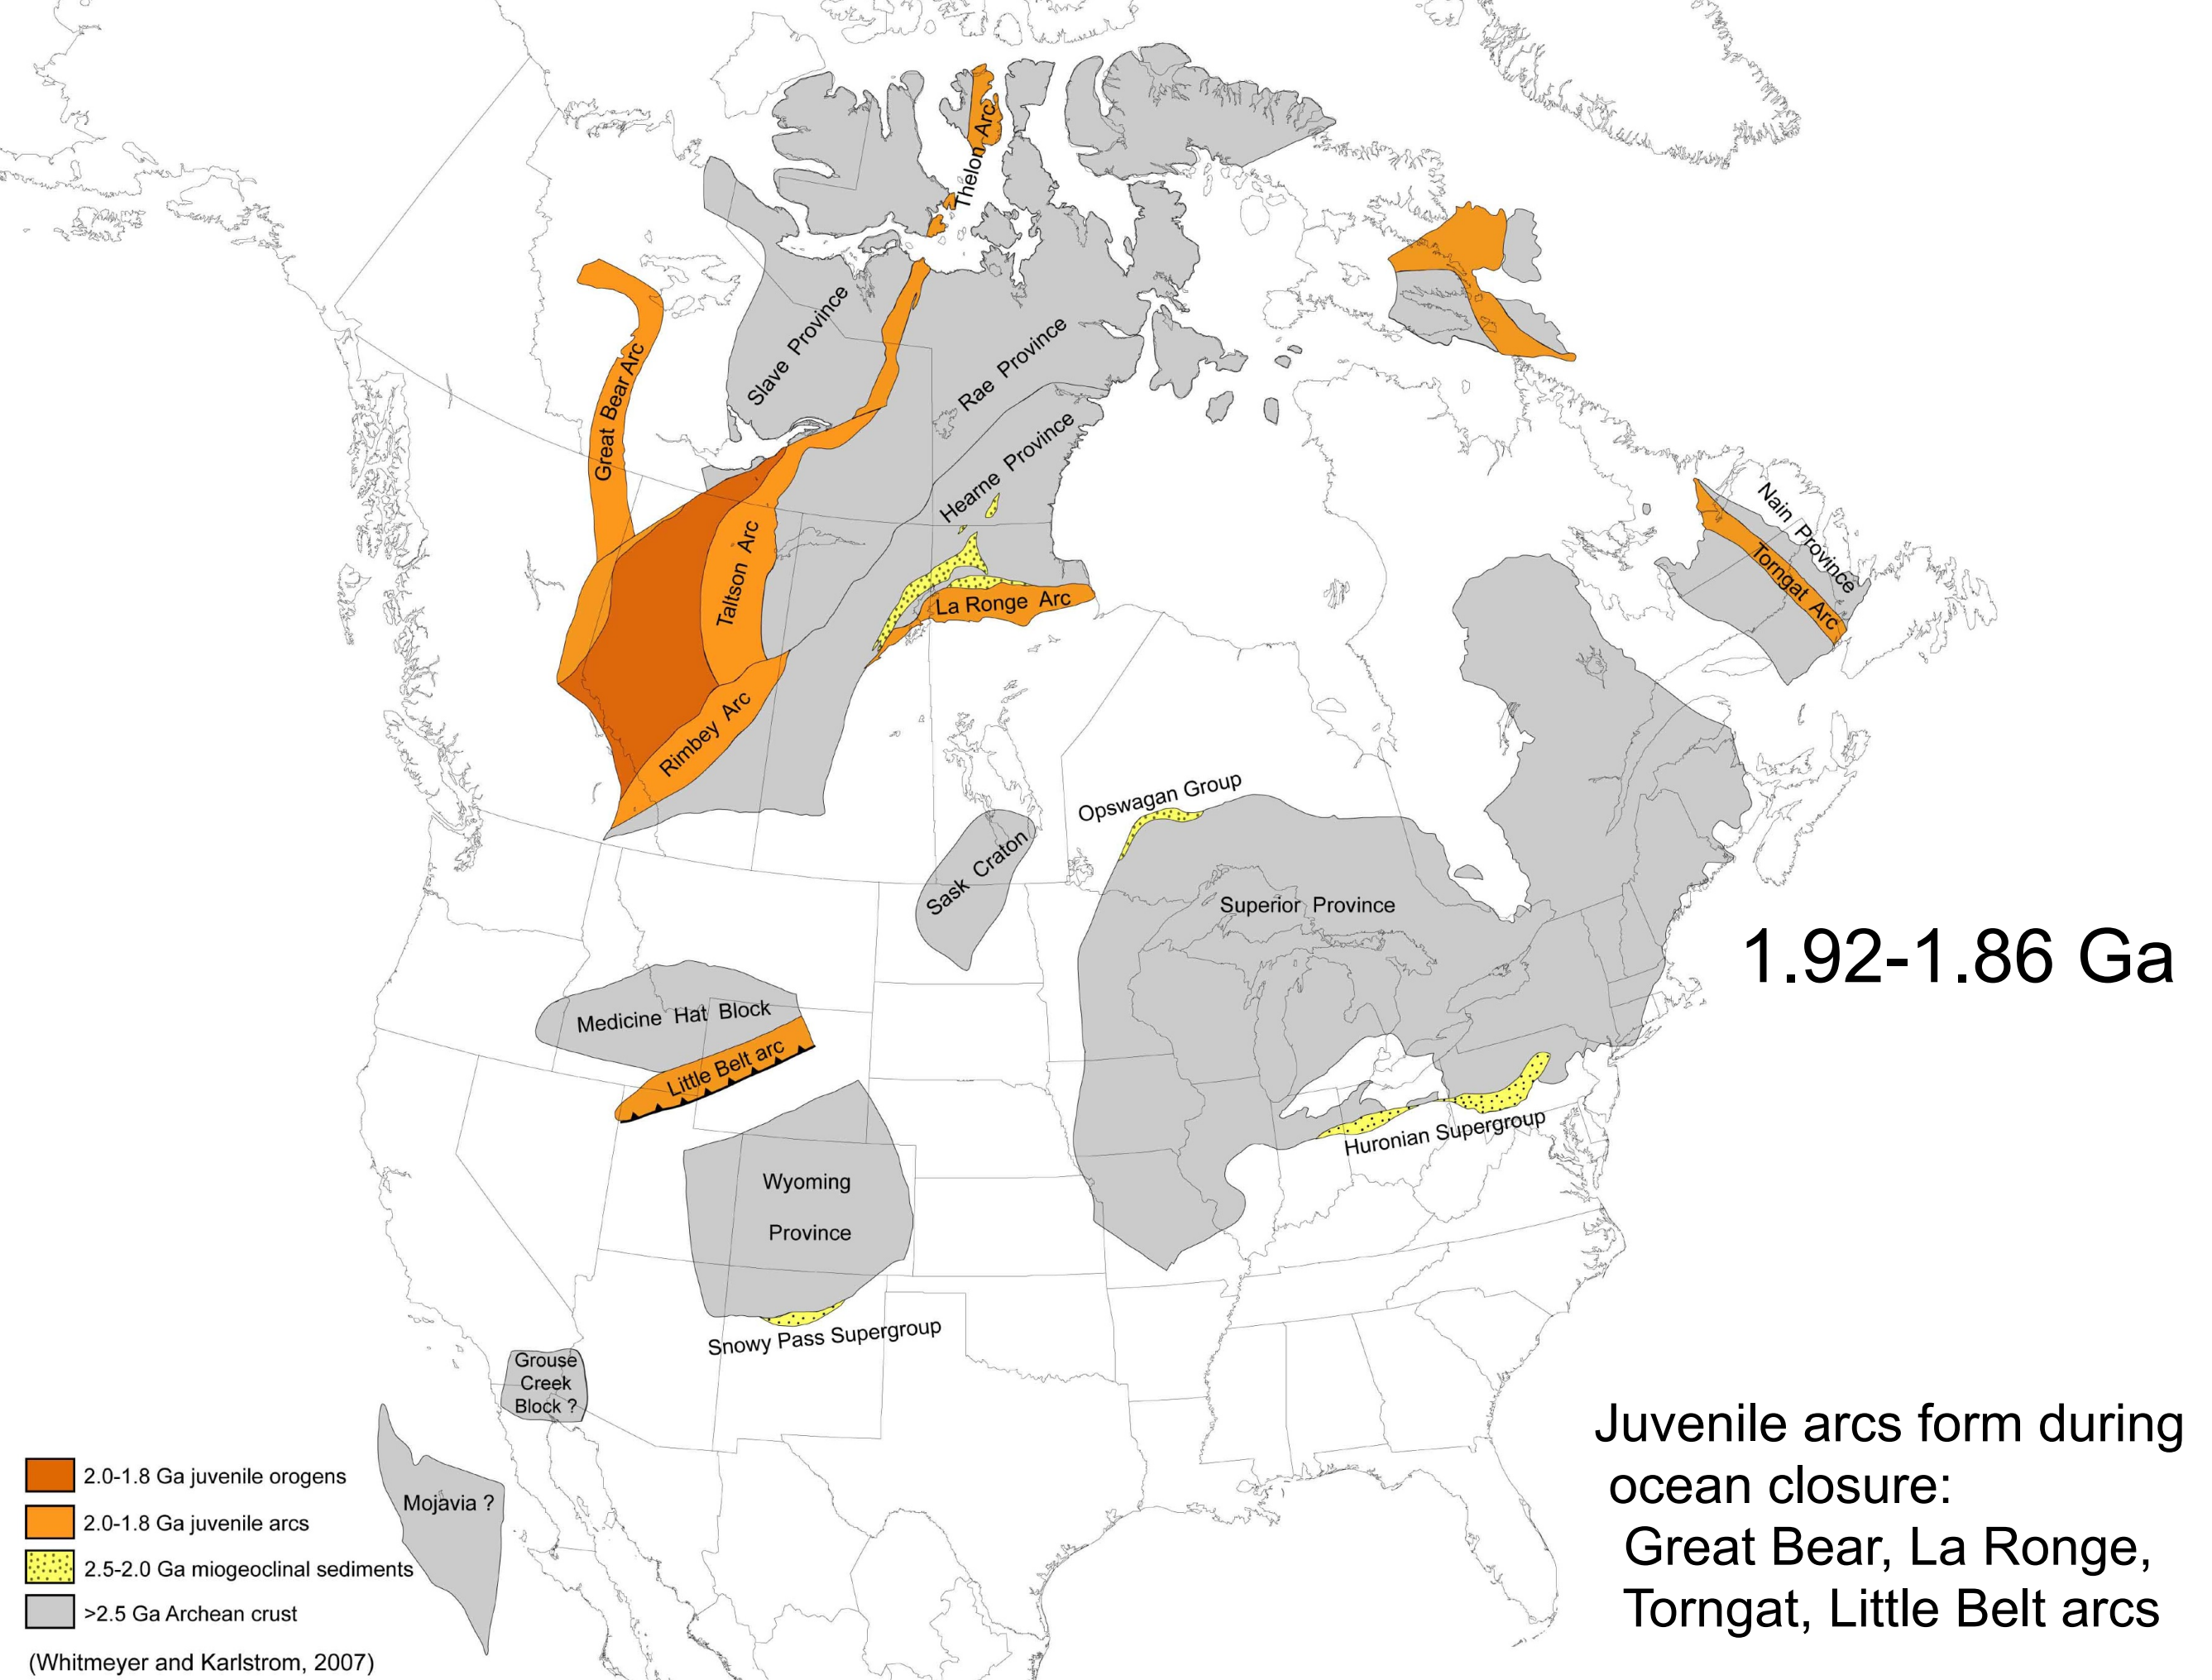 Thelon Arc
Slave Province
Rae Province
Great Bear Arc
Hearne Province
Nain Province
Torngat Arc
Taltson Arc
La Ronge Arc
Rimbey Arc
Opswagan Group
Sask Craton
Superior Province
1.92-1.86 Ga
Medicine Hat Block
Little Belt arc
Huronian Supergroup
Wyoming
Province
Snowy Pass Supergroup
Grouse
Creek
Block ?
Mojavia ?
Juvenile arcs form during
ocean closure:
Great Bear, La Ronge,
Torngat, Little Belt arcs
2.0-1.8 Ga juvenile orogens
2.0-1.8 Ga juvenile arcs
2.5-2.0 Ga miogeoclinal sediments
>2.5 Ga Archean crust
(Whitmeyer and Karlstrom, 2007)